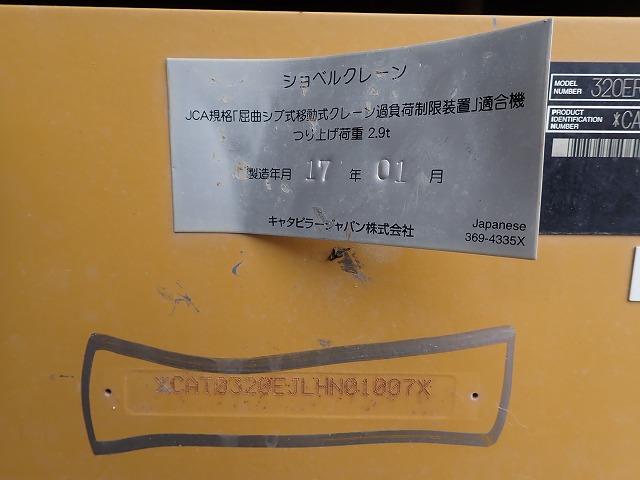 ショベルクレーン
JCA規格「屈曲ジブ式移動式クレーン過負荷制限装置」適合機
つり上げ荷重 2.9t
製造年月 17 年 01 月
キャタピラージャパン株式会社
Japanese
369-4335X
MODEL NUMBER 320ER
PRODUCT IDENTIFICATION NUMBER *CA
*CAT0320EJLHN01007*